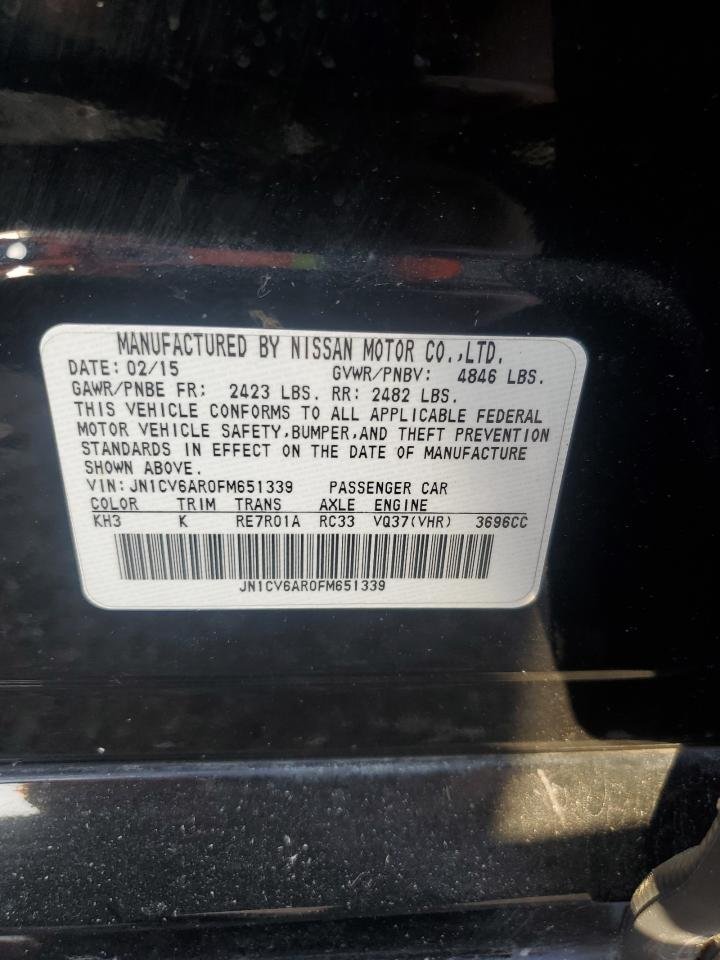 MANUFACTURED BY NISSAN MOTOR CO.,LTD.
DATE: 02/15 GVWR/PNBV: 4846 LBS.
GAWR/PNBE FR: 2423 LBS. RR: 2482 LBS.
THIS VEHICLE CONFORMS TO ALL APPLICABLE FEDERAL
MOTOR VEHICLE SAFETY,BUMPER,AND THEFT PREVENTION
STANDARDS IN EFFECT ON THE DATE OF MANUFACTURE
SHOWN ABOVE.
VIN:JN1CV6AR0FM651339 PASSENGER CAR
COLOR TRIM TRANS AXLE ENGINE
KH3 K RE7R01A RC33 VQ37(VHR) 3696CC
JN1CV6AR0FM651339